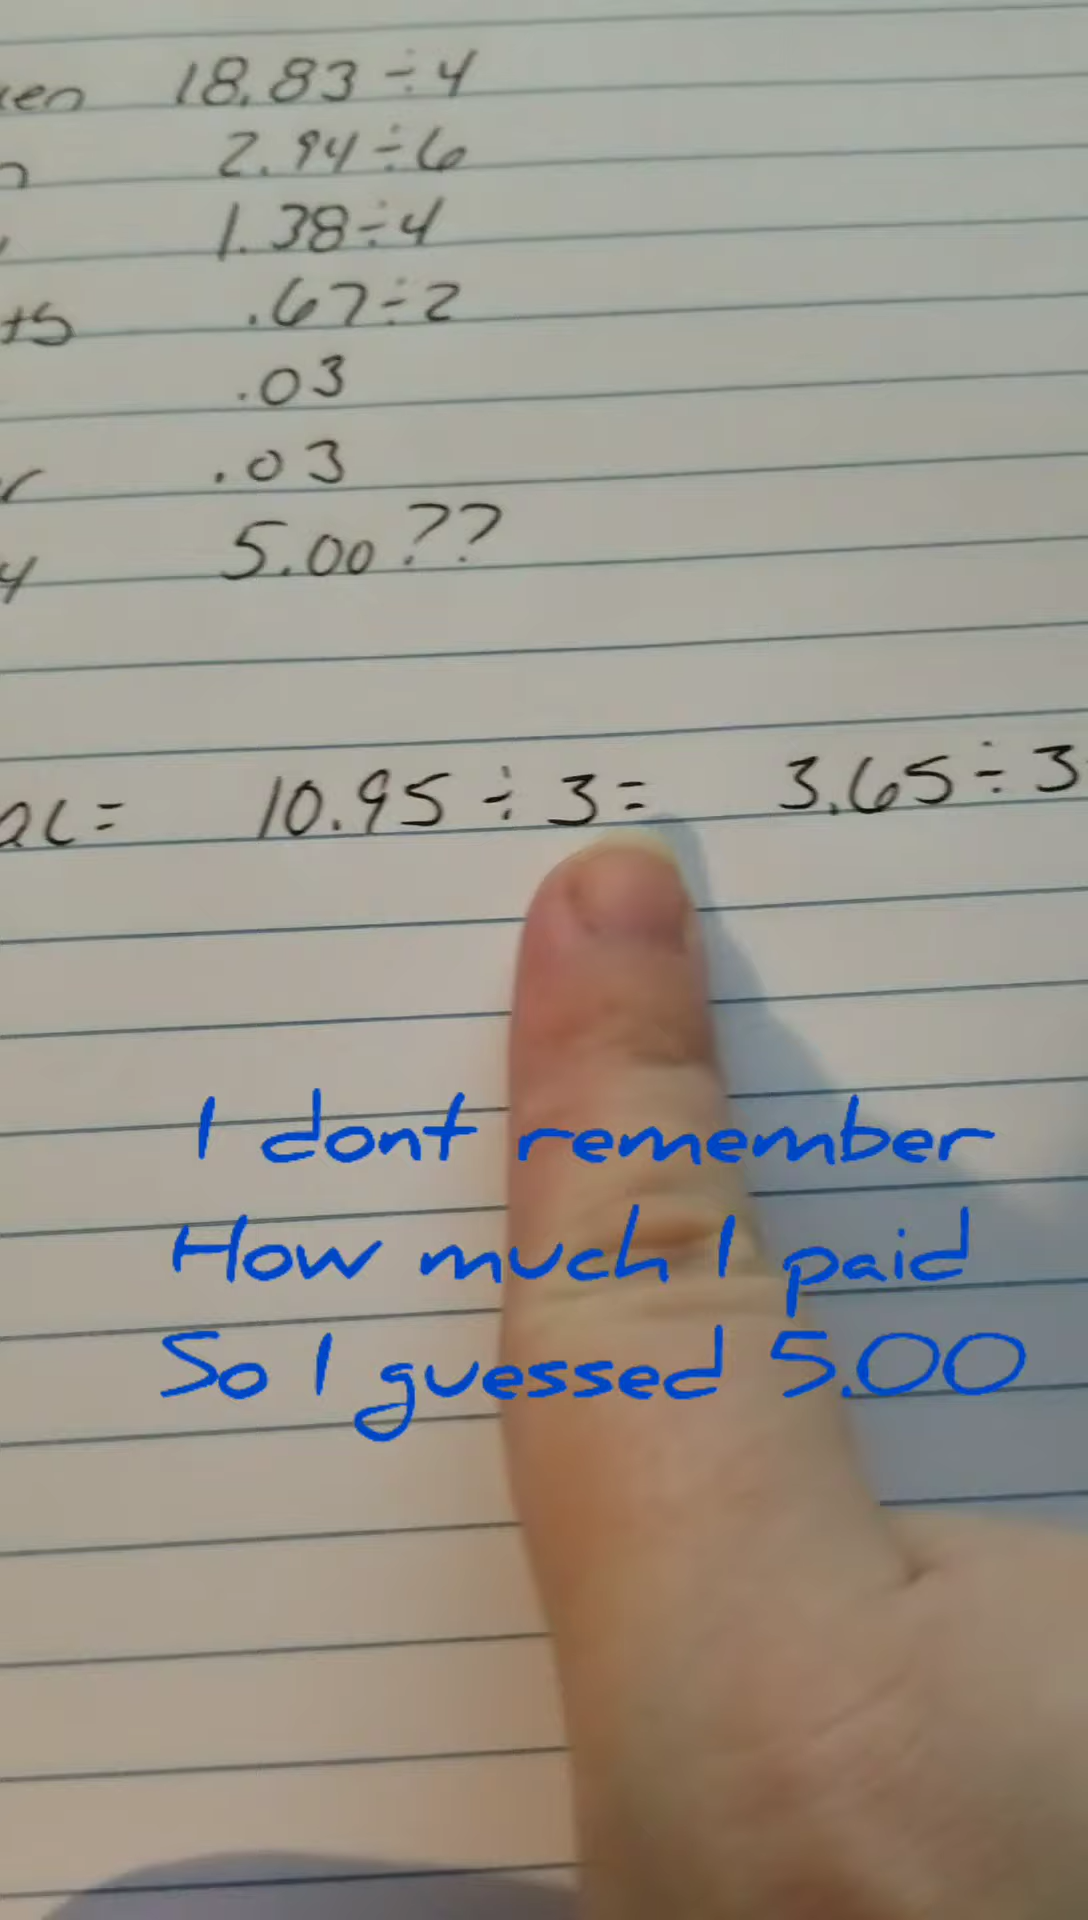 18.83 ÷ 4
2.94 ÷ 6
1.38 ÷ 4
.67 ÷ 2
.03
.03
5.00 ??
10.95 ÷ 3 = 3.65 ÷ 3
I dont remember
How much I paid
So I guessed 5.00